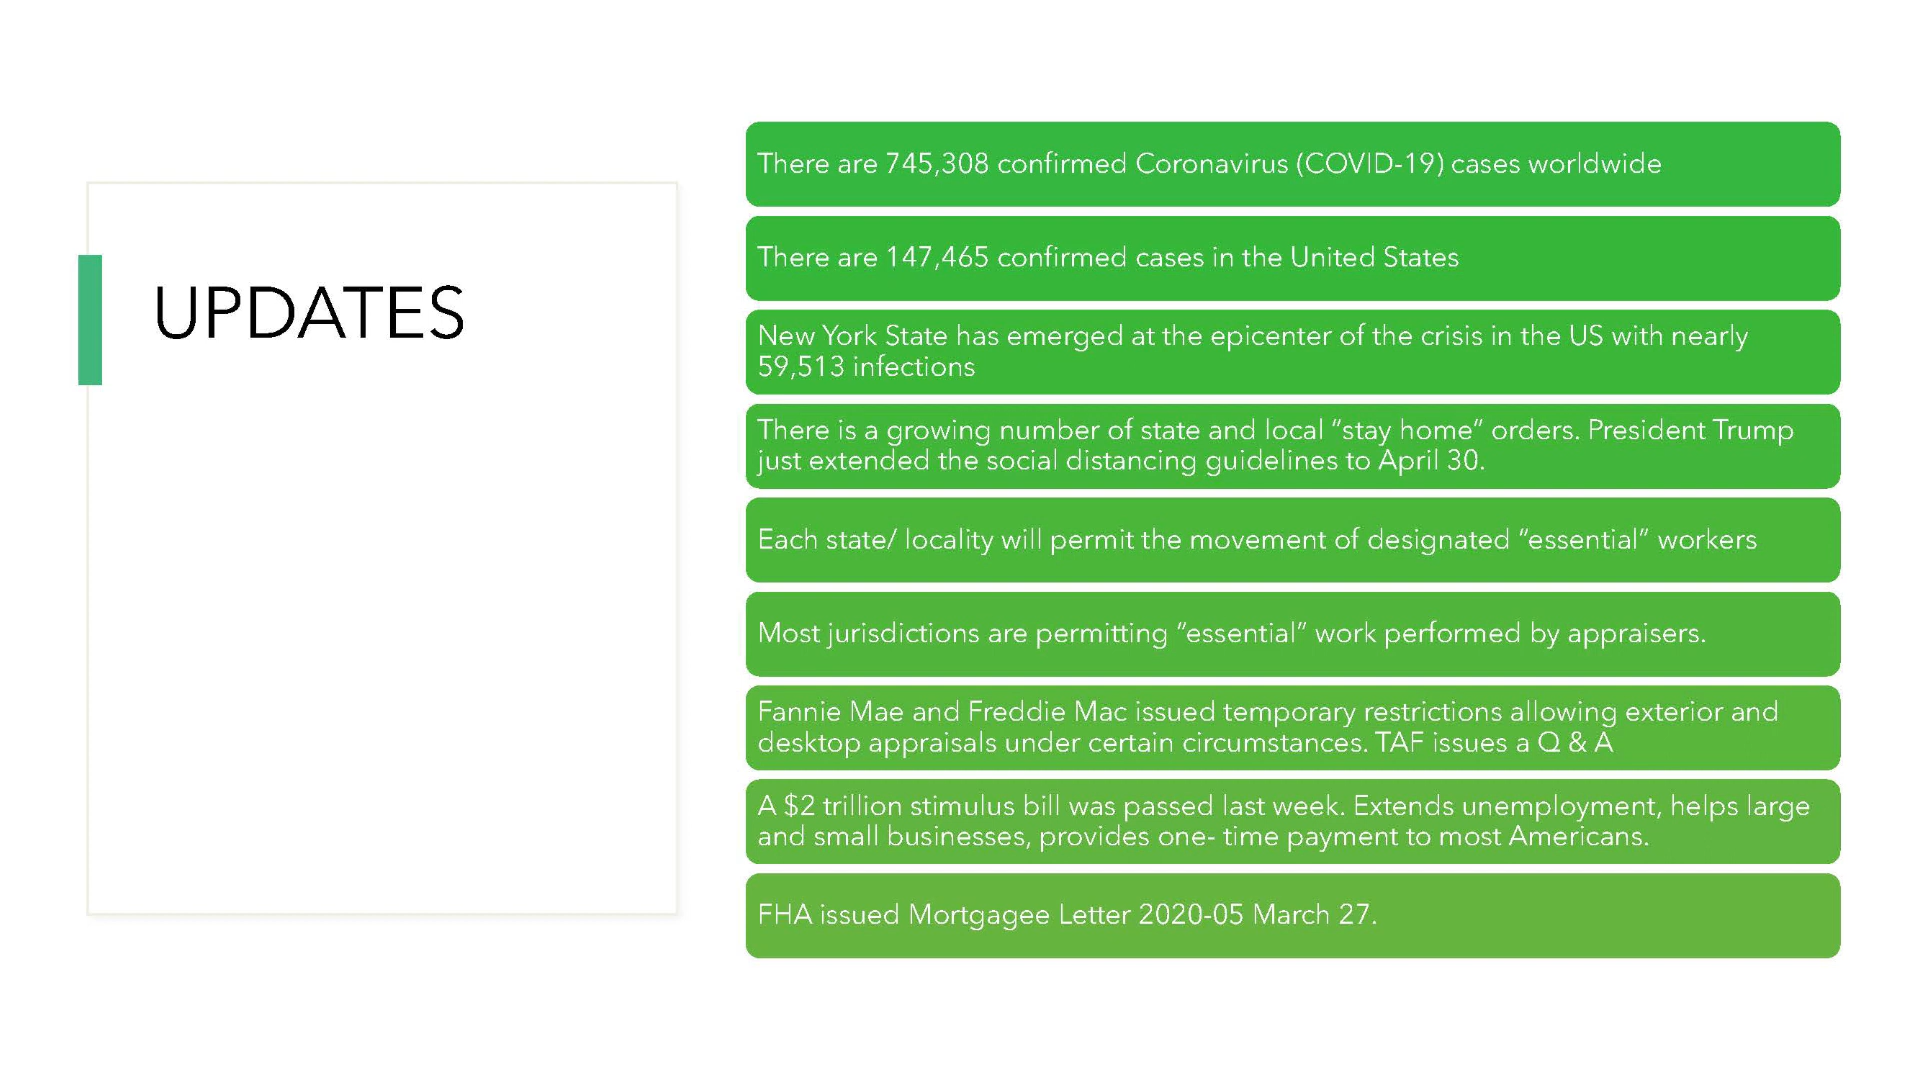 UPDATES
There are 745,308 confirmed Coronavirus (COVID-19) cases worldwide
There are 147,465 confirmed cases in the United States
New York State has emerged at the epicenter of the crisis in the US with nearly
59,513 infections
There is a growing number of state and local “stay home” orders. President Trump
just extended the social distancing guidelines to April 30.
Each state/ locality will permit the movement of designated “essential” workers
Most jurisdictions are permitting “essential” work performed by appraisers.
Fannie Mae and Freddie Mac issued temporary restrictions allowing exterior and
desktop appraisals under certain circumstances. TAF issues a Q & A
A $2 trillion stimulus bill was passed last week. Extends unemployment, helps large
and small businesses, provides one- time payment to most Americans.
FHA issued Mortgagee Letter 2020-05 March 27.